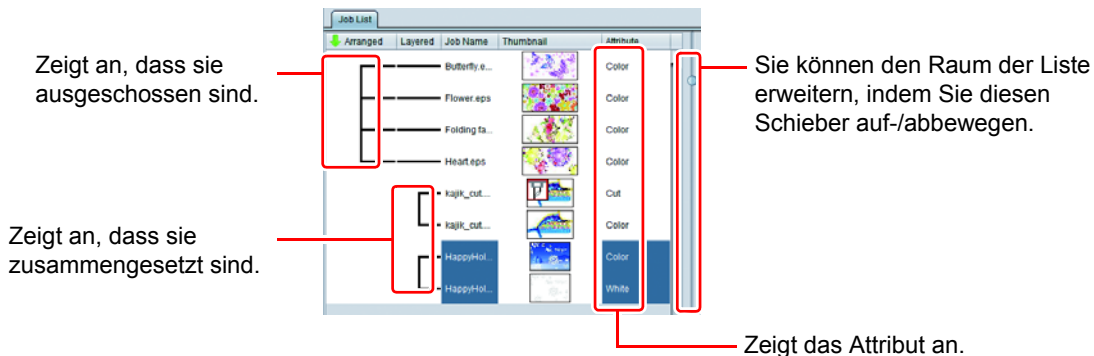 Job List
Arranged Layered Job Name Thumbnail Attribute
Zeigt an, dass sie
ausgeschossen sind.
Butterfly.e... Color
Sie können den Raum der Liste
erweitern, indem Sie diesen
Schieber auf-/abbewegen.
Flower.eps Color
Folding fa... Color
Heart.eps Color
kajik_cut.... Cut
kajik_cut... Color
Zeigt an, dass sie
zusammengesetzt sind.
HappyHol... Color
HappyHol... White
Zeigt das Attribut an.